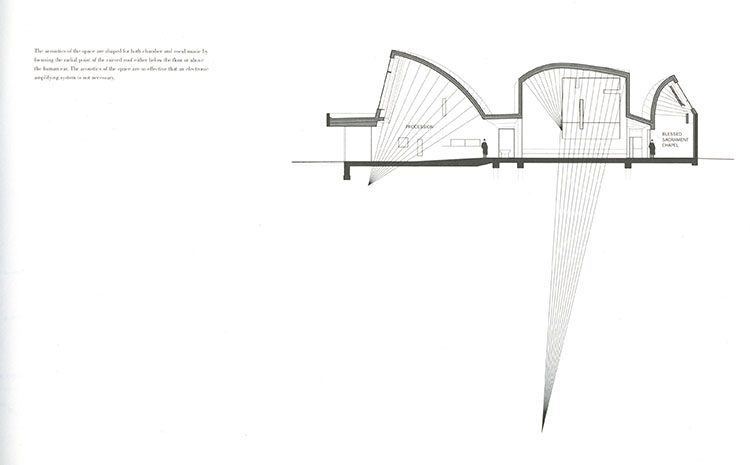 The acoustics of the space are shaped for both chamber and vocal music by
focusing the radial point of the curved roof either below the floor or above
the human ear. The acoustics of the space are so effective that an electronic
amplifying system is not necessary.
PROCESSION
BLESSED
SACRAMENT
CHAPEL